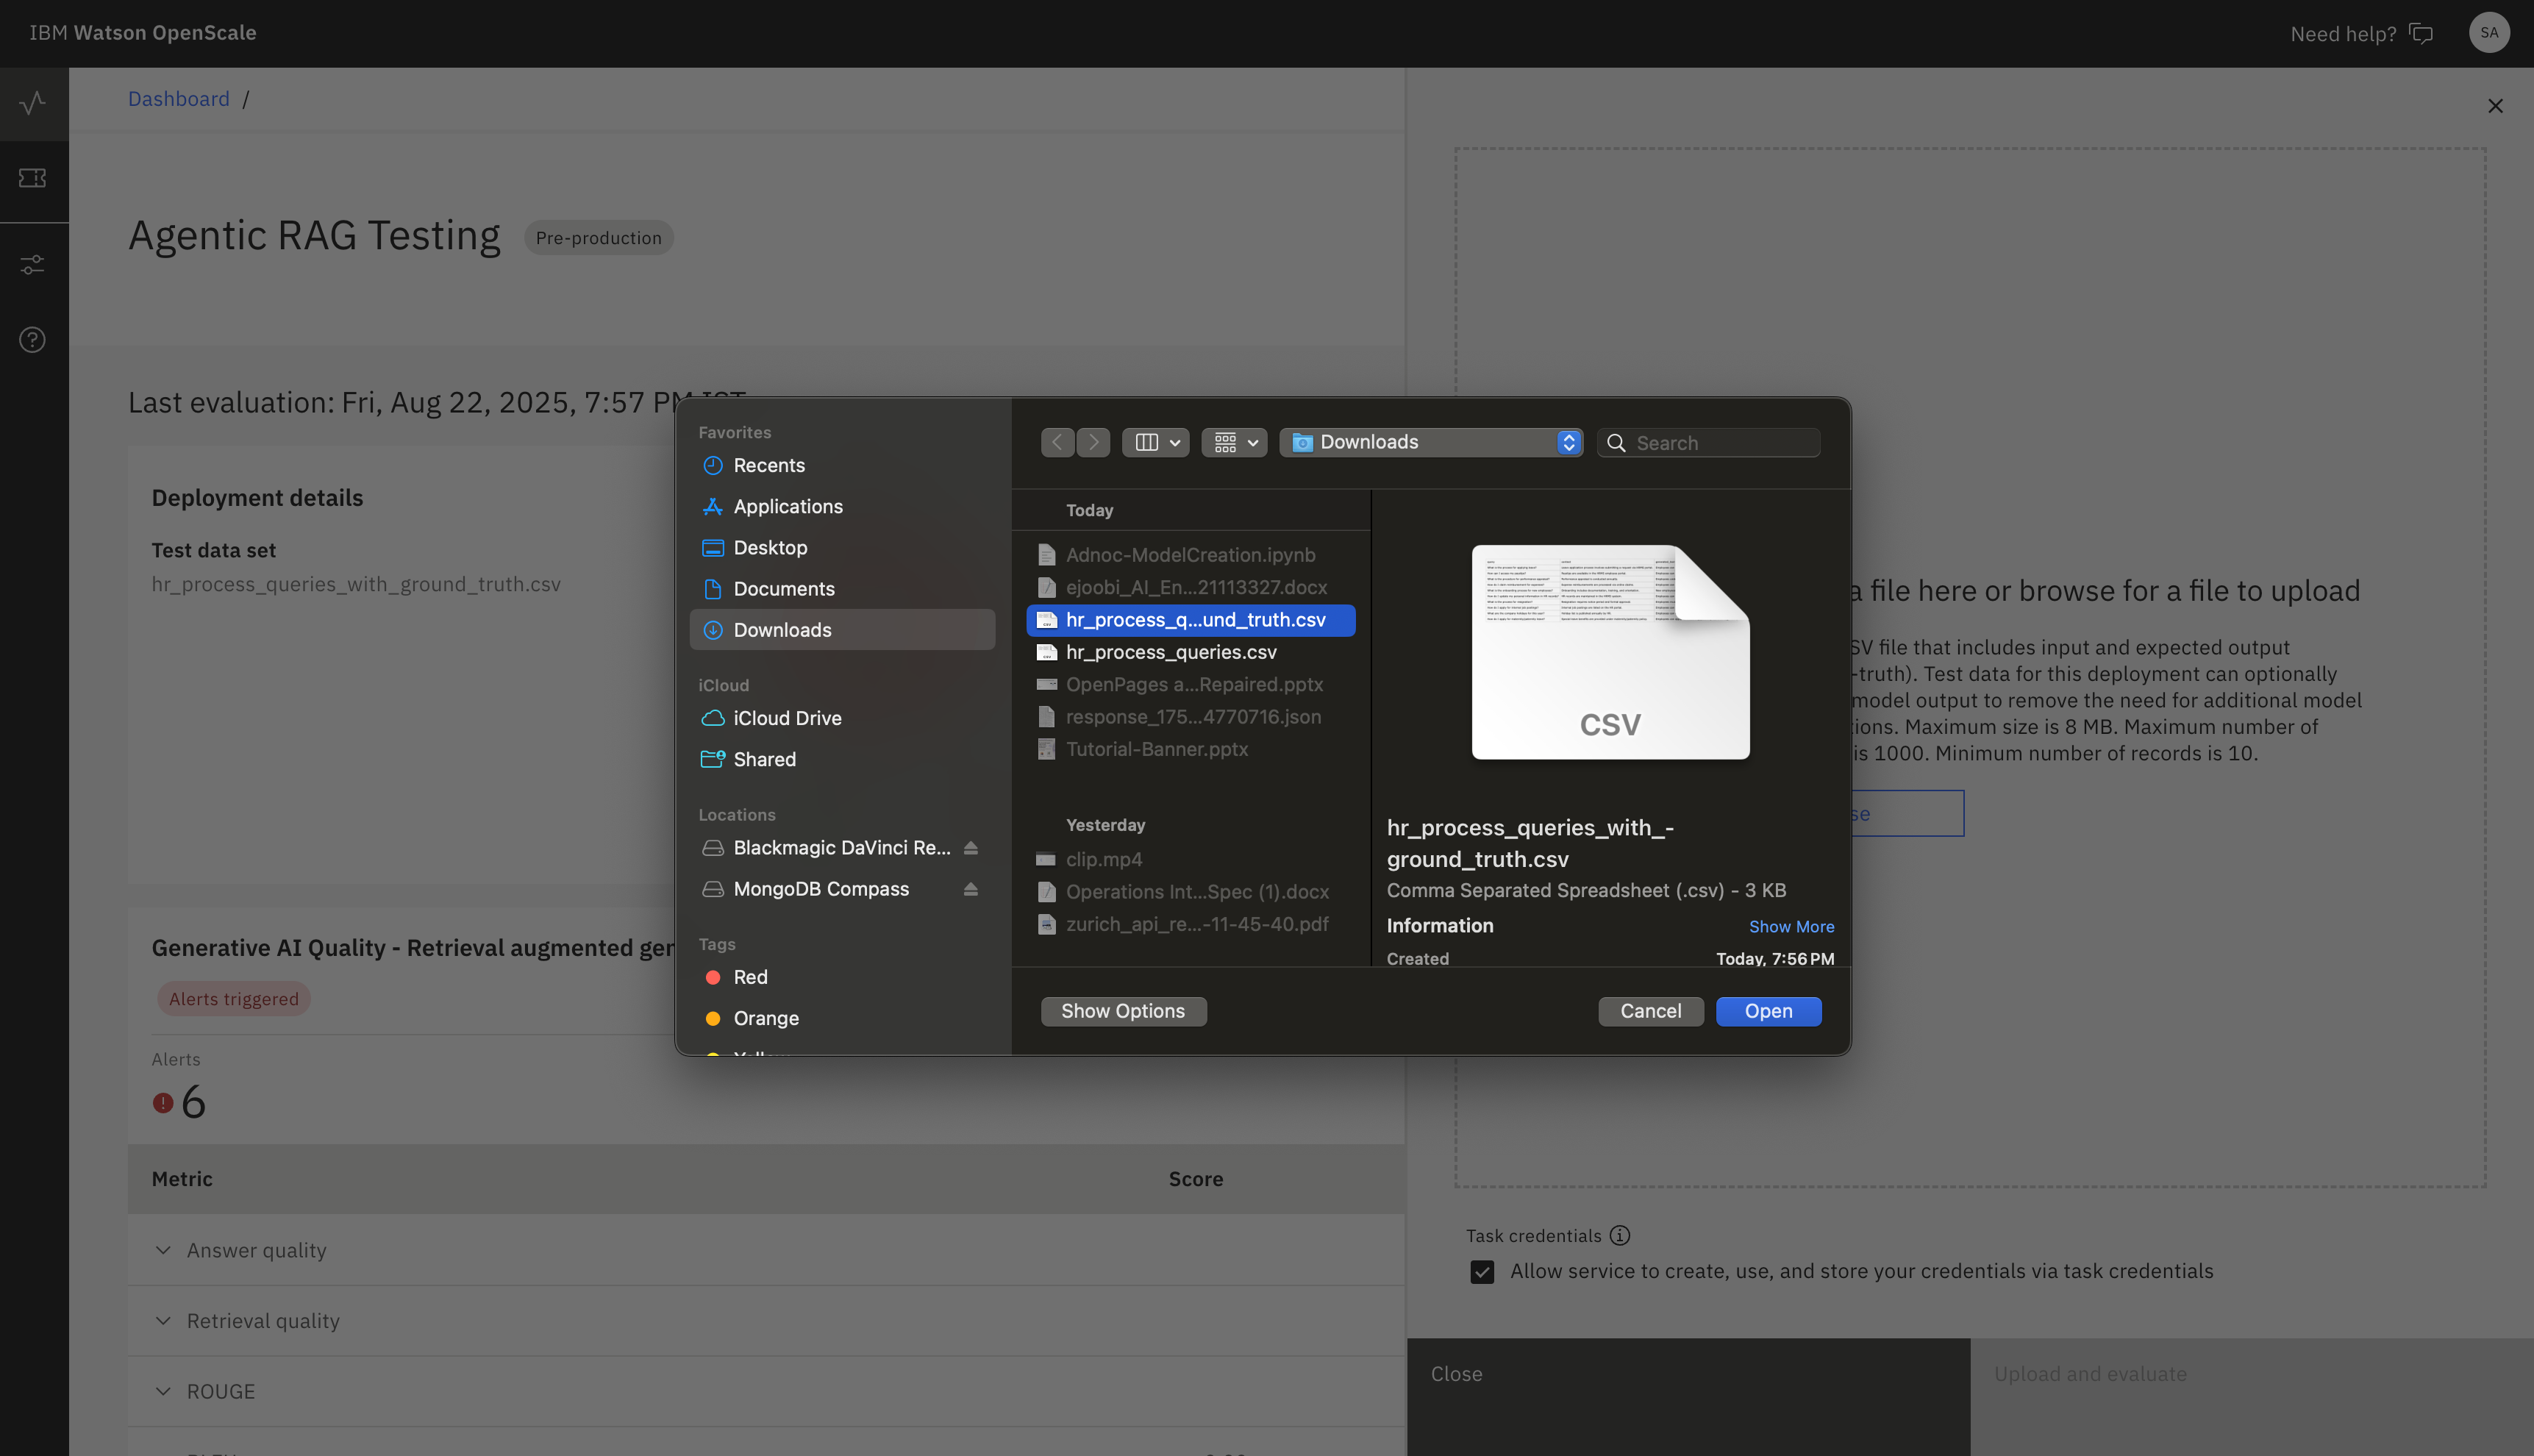 IBM Watson OpenScale
Need help?
SA
Dashboard /
Agentic RAG Testing
Pre-production
Last evaluation: Fri, Aug 22, 2025, 7:57 PM IST
Deployment details
Test data set
hr_process_queries_with_ground_truth.csv
Generative AI Quality - Retrieval augmented ger
Alerts triggered
Alerts
6
Metric
Score
Answer quality
Retrieval quality
ROUGE
Favorites
Recents
Applications
Desktop
Documents
Downloads
iCloud
iCloud Drive
Shared
Locations
Blackmagic DaVinci Re...
MongoDB Compass
Tags
Red
Orange
Yellow
Downloads
Search
Today
Adnoc-ModelCreation.ipynb
ejoobi_AI_En...21113327.docx
hr_process_q...und_truth.csv
hr_process_queries.csv
OpenPages a...Repaired.pptx
response_175...4770716.json
Tutorial-Banner.pptx
Yesterday
clip.mp4
Operations Int...Spec (1).docx
zurich_api_re...-11-45-40.pdf
CSV
hr_process_queries_with_-
ground_truth.csv
Comma Separated Spreadsheet (.csv) - 3 KB
Information
Show More
Created
Today, 7:56 PM
Show Options
Cancel
Open
a file here or browse for a file to upload
SV file that includes input and expected output
-truth). Test data for this deployment can optionally
model output to remove the need for additional model
ions. Maximum size is 8 MB. Maximum number of
is 1000. Minimum number of records is 10.
se
Task credentials
Allow service to create, use, and store your credentials via task credentials
Close
Upload and evaluate